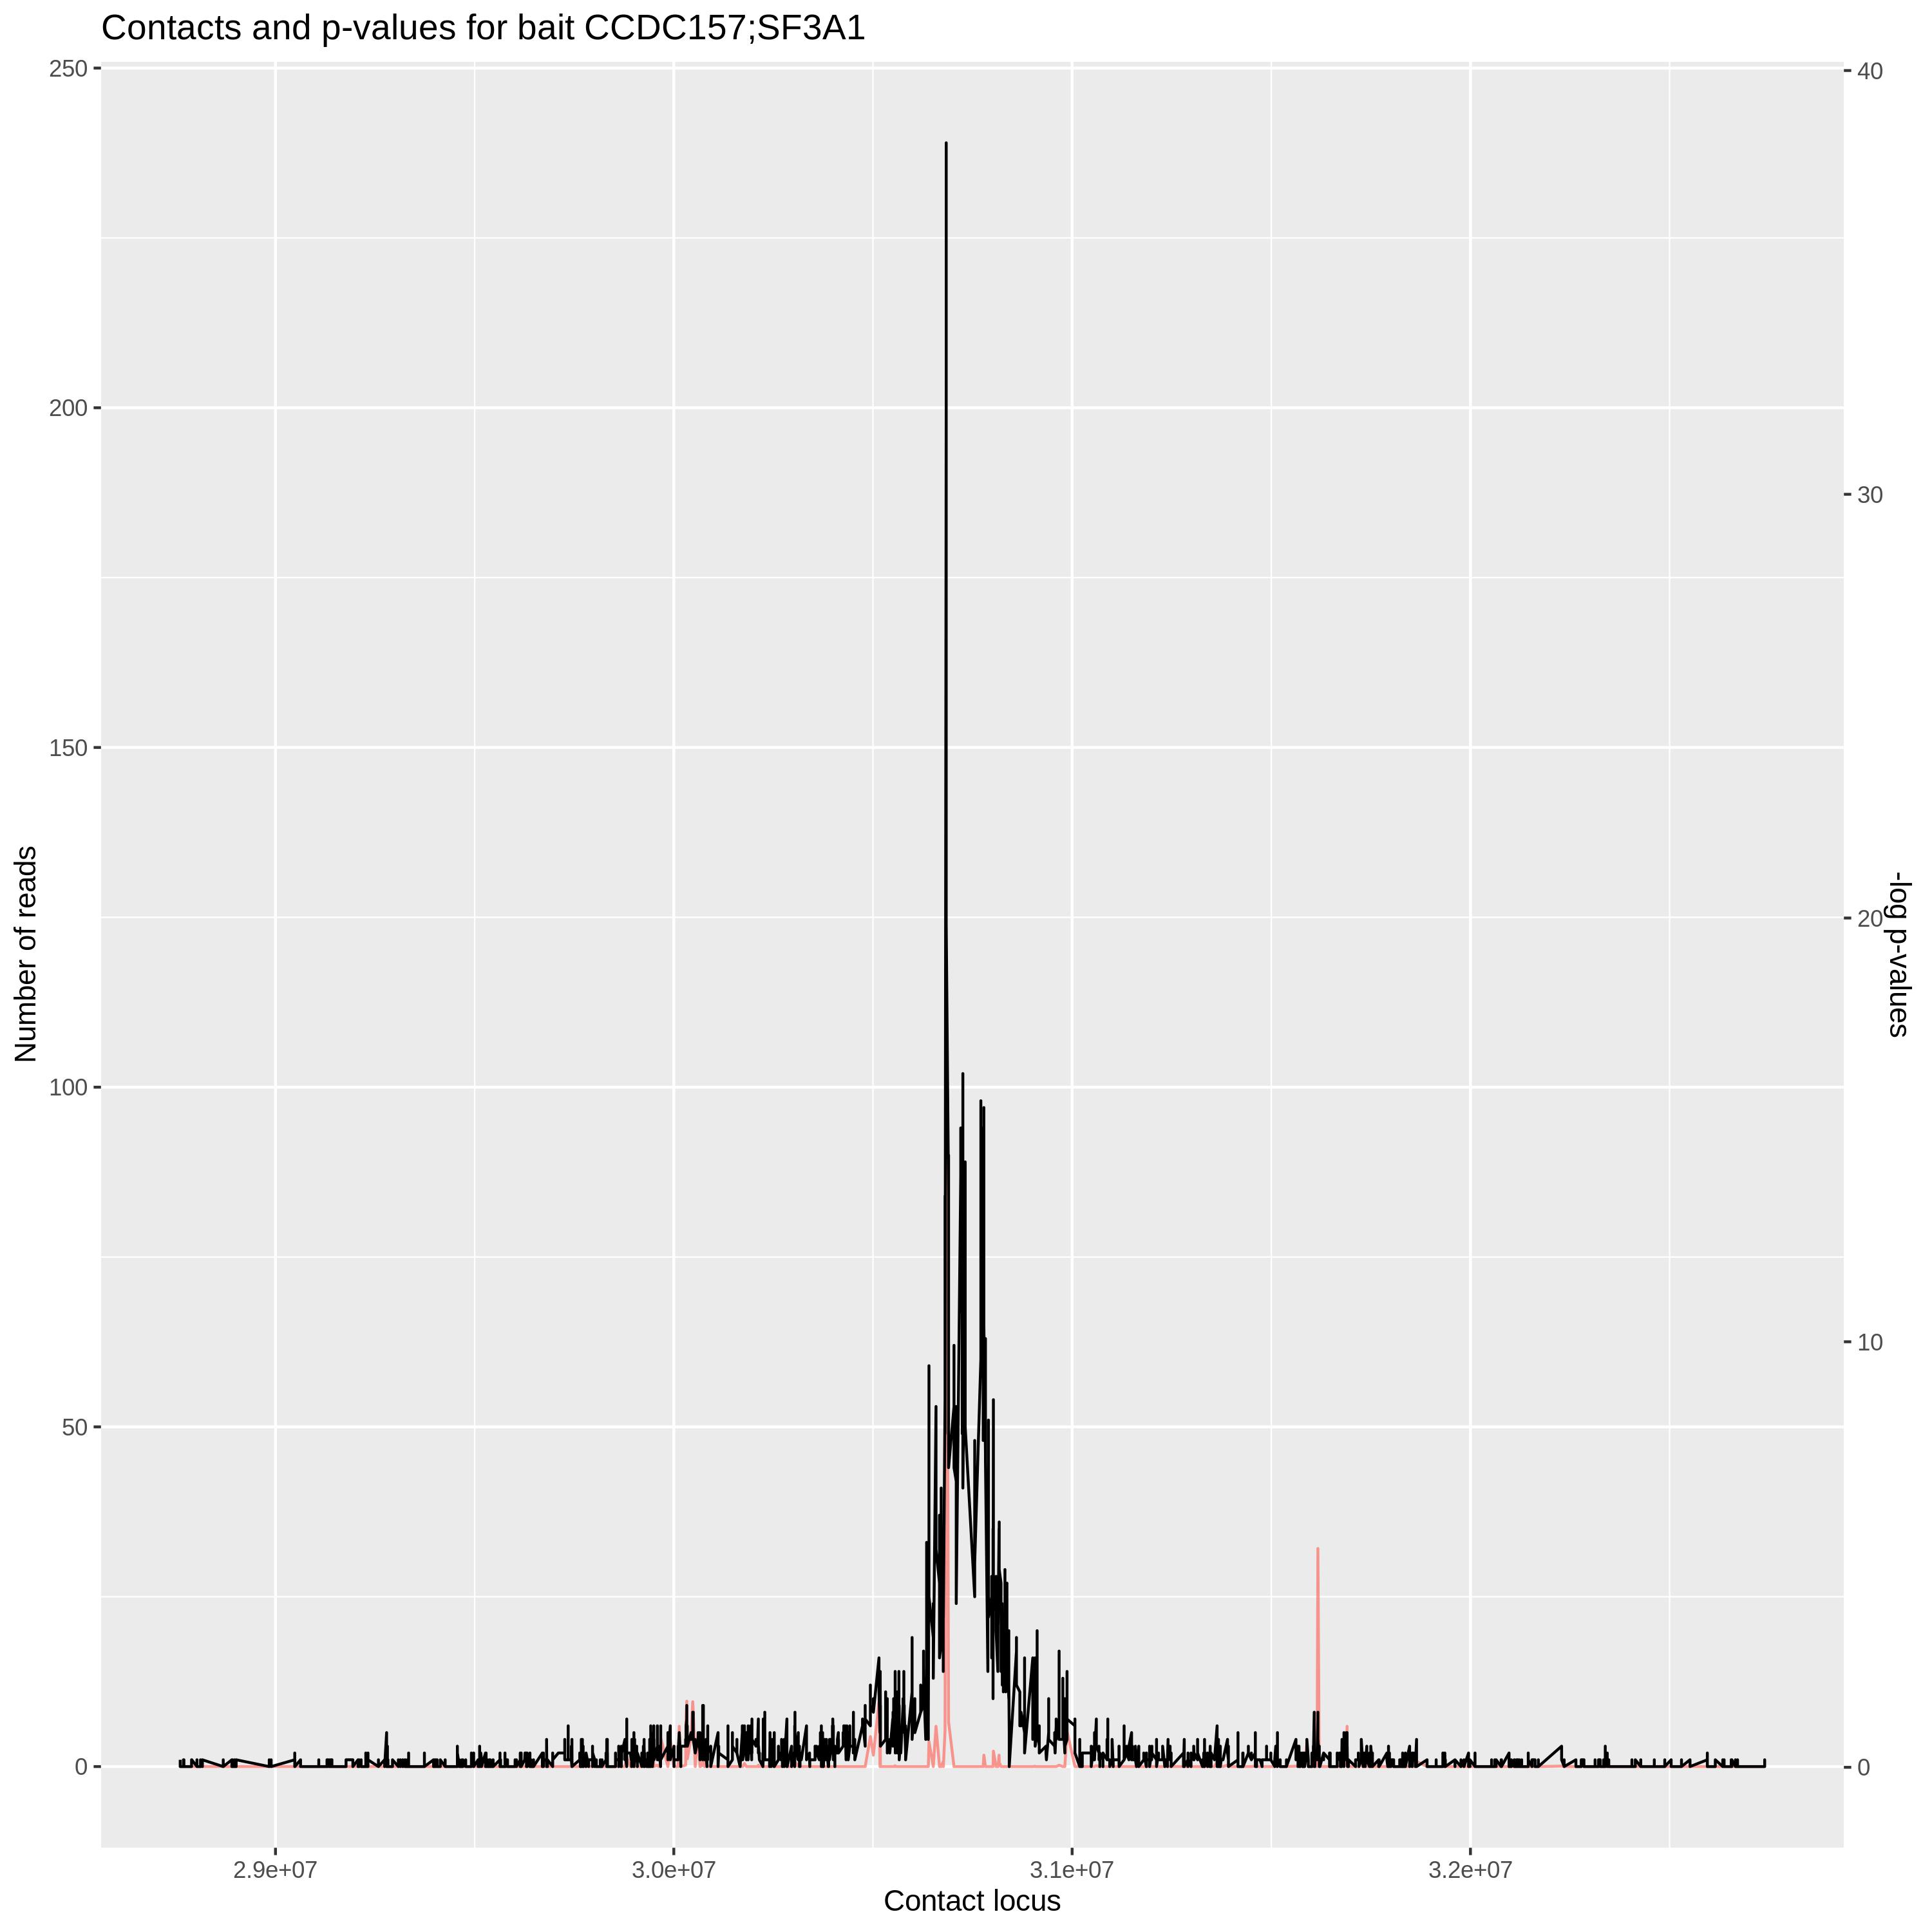 Contacts and p-values for bait CCDC157;SF3A1
250
200
150
100
50
0
Number of reads
40
30
20
10
0
-log p-values
2.9e+07
3.0e+07
3.1e+07
3.2e+07
Contact locus